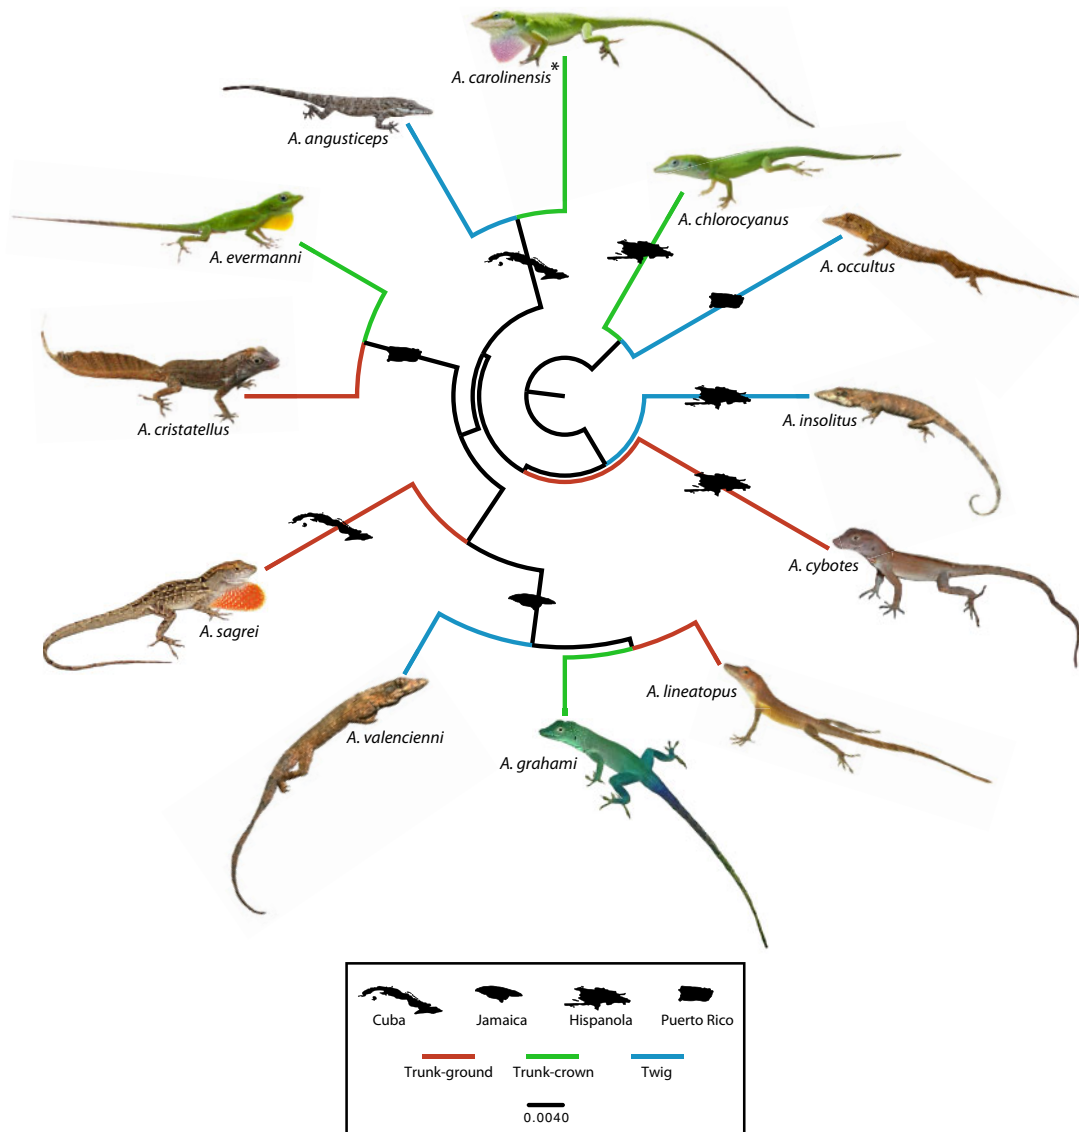 A. carolinensis*
A. angusticeps
A. chlorocyanus
A. evermanni
A. occultus
A. insolitus
A. cristatellus
A. cybotes
A. sagrei
A. lineatopus
A. valencienni
A. grahami
Cuba Jamaica Hispanola Puerto Rico
Trunk-ground Trunk-crown Twig
0.0040